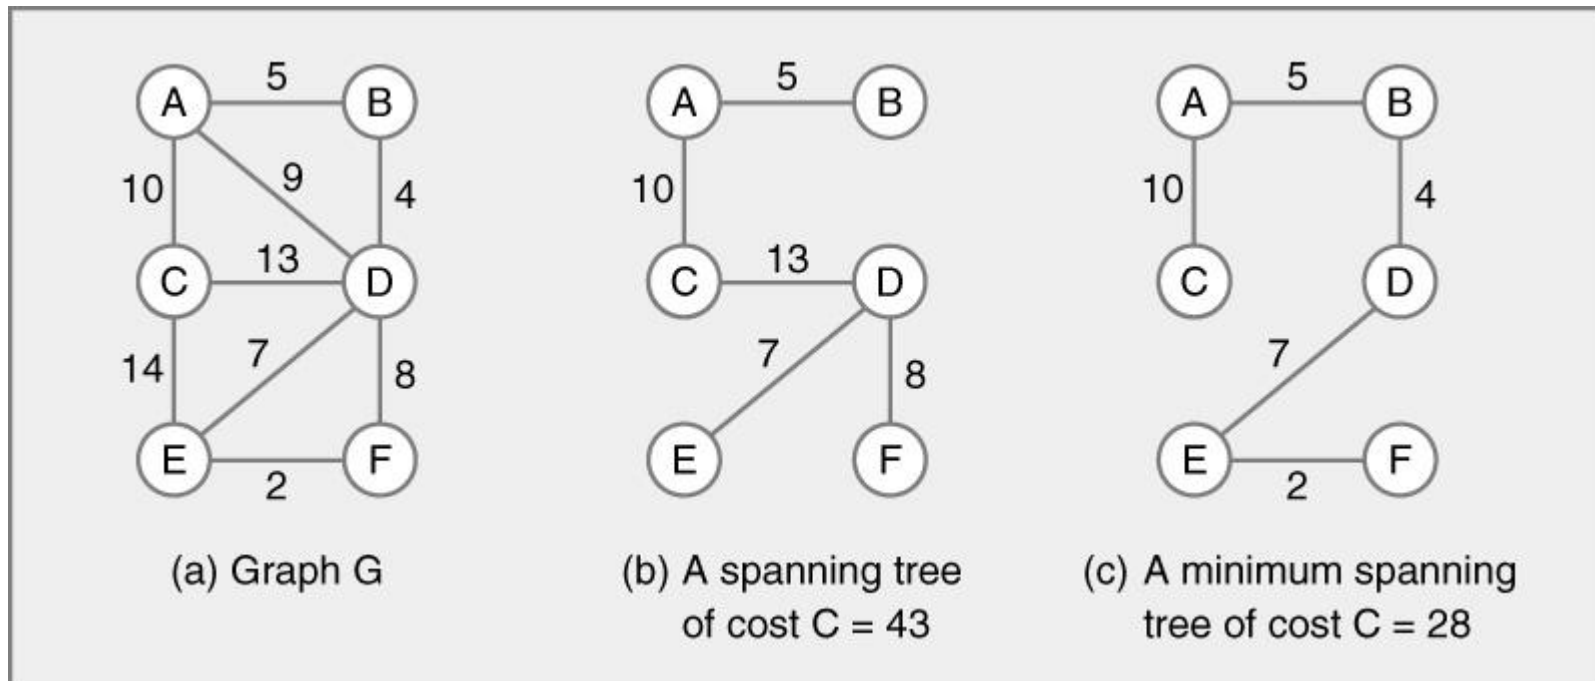 5
A
B
10
9
4
13
C
D
14
7
8
E
F
2
(a) Graph G
5
A
B
10
13
C
D
7
8
E
F
(b) A spanning tree
of cost C = 43
5
A
B
10
4
C
D
7
E
F
2
(c) A minimum spanning
tree of cost C = 28